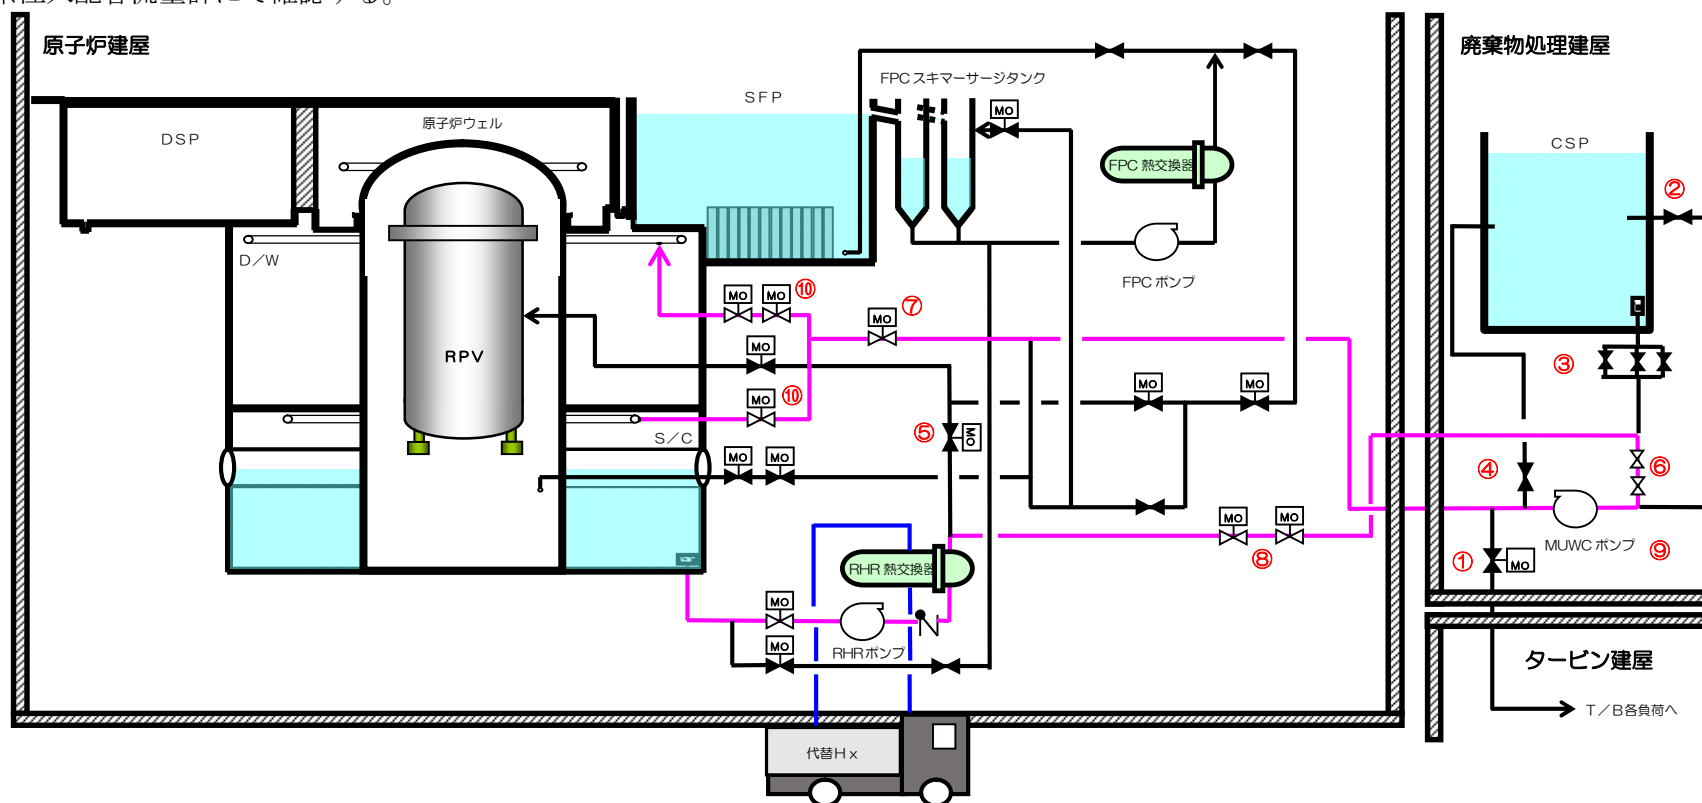 原子炉建屋
廃棄物処理建屋
FPC スキマーサージタンク
SFP
MO
原子炉ウェル
DSP
CSP
FPC 熱交換器
②
D/W
FPC ポンプ
MO
MO
⑩
⑦
MO
MO
RPV
③
MO
⑩
MO
MO
S/C
⑤
MO
MO
MO
④
⑥
MO
MO
MUWC ポンプ
⑨
⑧
①
MO
RHR 熱交換器
MO
RHR ポンプ
MO
タービン建屋
T/B各負荷へ
代替Hx